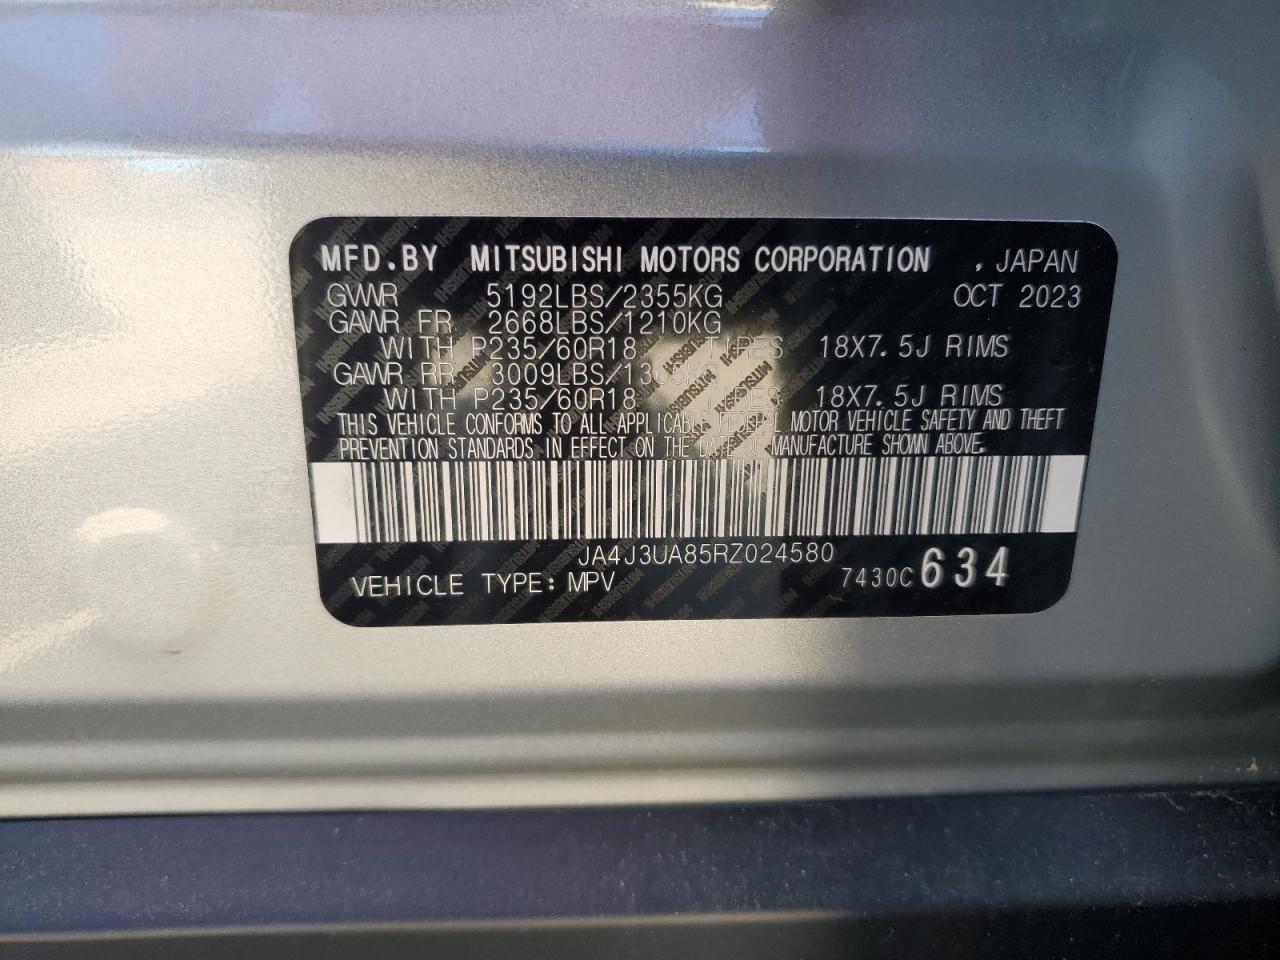 MFD.BY MITSUBISHI MOTORS CORPORATION , JAPAN
GVWR 5192LBS/2355KG OCT 2023
GAWR FR 2668LBS/1210KG
WITH P235/60R18 TIRES 18X7.5J RIMS
GAWR RR 3009LBS/1365KG
WITH P235/60R18 TIRES 18X7.5J RIMS
THIS VEHICLE CONFORMS TO ALL APPLICABLE FEDERAL MOTOR VEHICLE SAFETY AND THEFT
PREVENTION STANDARDS IN EFFECT ON THE DATE OF MANUFACTURE SHOWN ABOVE.
JA4J3UA85RZ024580
VEHICLE TYPE: MPV 7430C 634